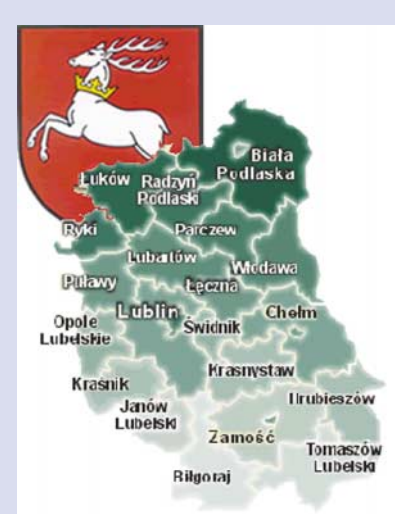 Biała
Podlaska
Łuków
Radzyń
Podlaski
Ryki
Parczew
Lubartów
Włodawa
Puławy
Łęczna
Lublin
Chełm
Opole
Lubelskie
Świdnik
Krasnystaw
Kraśnik
Hrubieszów
Janów
Lubelski
Zamość
Tomaszów
Lubelski
Biłgoraj